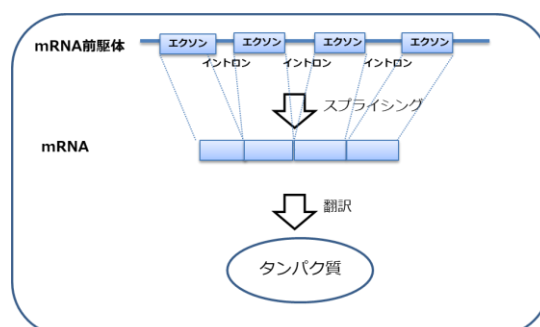 mRNA前駆体
エクソン エクソン エクソン エクソン
イントロン イントロン イントロン
スプライシング
mRNA
翻訳
タンパク質